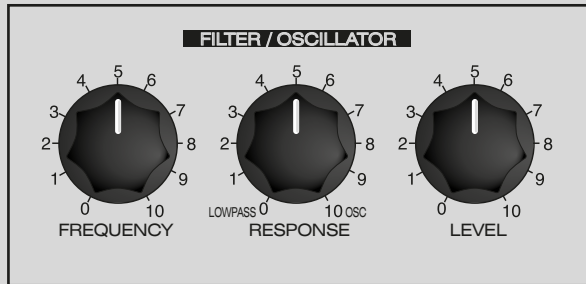 FILTER / OSCILLATOR
5 5 5
4 6 4 6 4 6
3 7 3 7 3 7
2 8 2 8 2 8
1 9 1 9 1 9
0 10 LOWPASS 0 10 OSC 0 10
FREQUENCY RESPONSE LEVEL